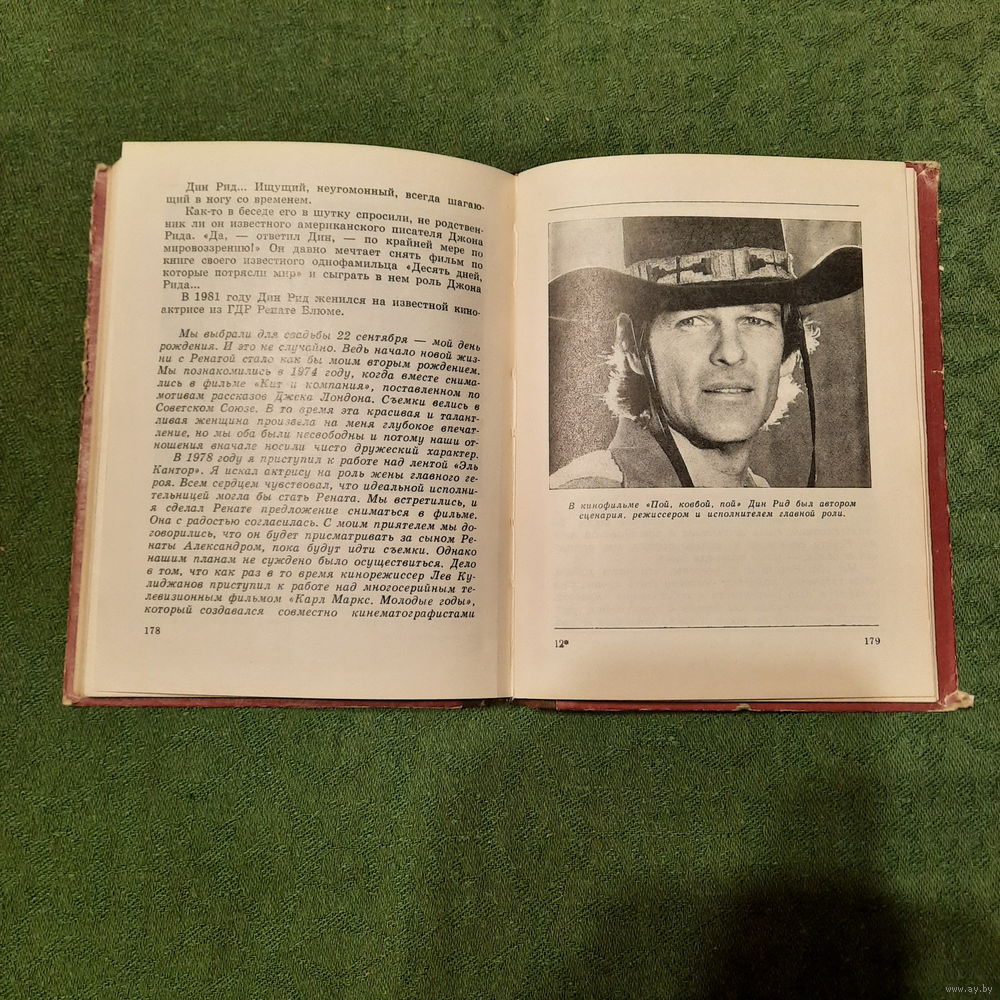 Дин Рид... Ищущий, неугомонный, всегда шагаю-
щий в ногу со временем.
Как-то в беседе его в шутку спросили, не родствен-
ник ли он известного американского писателя Джона
Рида. «Да, — ответил Дин, — по крайней мере по
мировоззрению!» Он давно мечтает снять фильм по
книге своего известного однофамильца «Десять дней,
которые потрясли мир» и сыграть в нем роль Джона
Рида...
В 1981 году Дин Рид женился на известной кино-
актрисе из ГДР Ренате Блюме.
Мы выбрали для свадьбы 22 сентября — мой день
рождения. И это не случайно. Ведь начало новой жиз-
ни с Ренатой стало как бы моим вторым рождением.
Мы познакомились в 1974 году, когда вместе снима-
лись в фильме «Кит и компания», поставленном по
мотивам рассказов Джека Лондона. Съемки велись в
Советском Союзе. В то время эта красивая и талант-
ливая женщина произвела на меня глубокое впечат-
ление, но мы оба были несвободны и потому наши от-
ношения вначале носили чисто дружеский характер.
В 1978 году я приступил к работе над лентой «Эль
Кантор». Я искал актрису на роль жены главного ге-
роя. Всем сердцем чувствовал, что идеальной исполни-
тельницей могла бы стать Рената. Мы встретились, и
я сделал Ренате предложение сниматься в фильме.
Она с радостью согласилась. С моим приятелем мы до-
говорились, что он будет присматривать за сыном Ре-
наты Александром, пока будут идти съемки. Однако
нашим планам не суждено было осуществиться. Дело
в том, что как раз в то время кинорежиссер Лев Ку-
лиджанов приступил к работе над многосерийным те-
левизионным фильмом «Карл Маркс. Молодые годы»,
который создавался совместно кинематографистами
178
В кинофильме «Пой, ковбой, пой» Дин Рид был автором
сценария, режиссером и исполнителем главной роли.
12*
179
www.ay.by